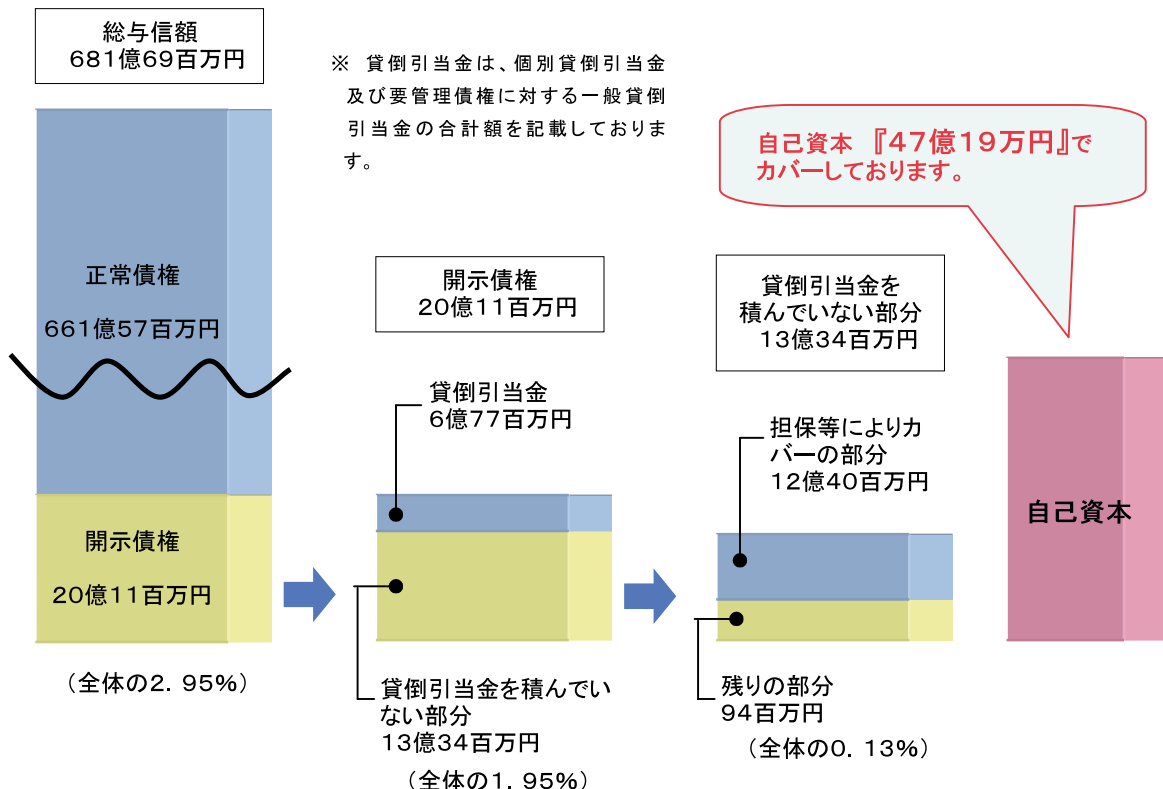 総与信額
681億69百万円
※ 貸倒引当金は、個別貸倒引当金
及び要管理債権に対する一般貸倒
引当金の合計額を記載しておりま
す。
自己資本 『47億19万円』で
カバーしております。
正常債権
661億57百万円
開示債権
20億11百万円
(全体の2. 95%)
開示債権
20億11百万円
貸倒引当金
6億77百万円
貸倒引当金を積んでい
ない部分
13億34百万円
(全体の1. 95%)
貸倒引当金を
積んでいない部分
13億34百万円
担保等によりカ
バーの部分
12億40百万円
残りの部分
94百万円
(全体の0. 13%)
自己資本